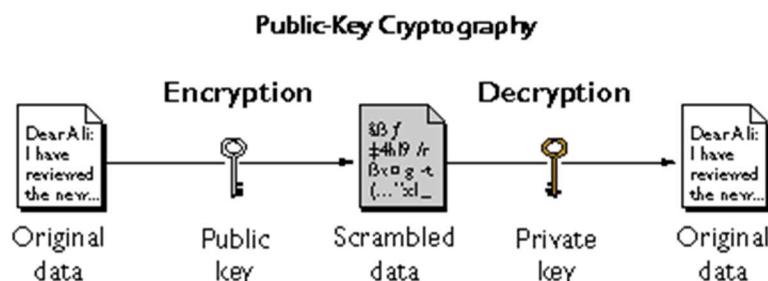 Public-Key Cryptography
Encryption
Decryption
Dear Ali:
I have
reviewed
the new...
Dear Ali:
I have
reviewed
the new...
Original
data
Public
key
Scrambled
data
Private
key
Original
data